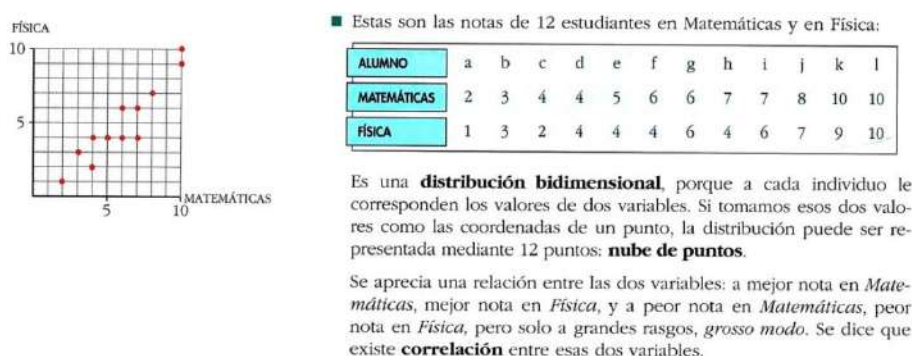 FÍSICA
10
5
5
10
MATEMÁTICAS
■ Estas son las notas de 12 estudiantes en Matemáticas y en Física:
ALUMNO a b c d e f g h i j k l
MATEMÁTICAS 2 3 4 4 5 6 6 7 7 8 10 10
FÍSICA 1 3 2 4 4 4 6 4 6 7 9 10
Es una distribución bidimensional, porque a cada individuo le
corresponden los valores de dos variables. Si tomamos esos dos valo-
res como las coordenadas de un punto, la distribución puede ser re-
presentada mediante 12 puntos: nube de puntos.
Se aprecia una relación entre las dos variables: a mejor nota en Mate-
máticas, mejor nota en Física, y a peor nota en Matemáticas, peor
nota en Física, pero solo a grandes rasgos, grosso modo. Se dice que
existe correlación entre esas dos variables.